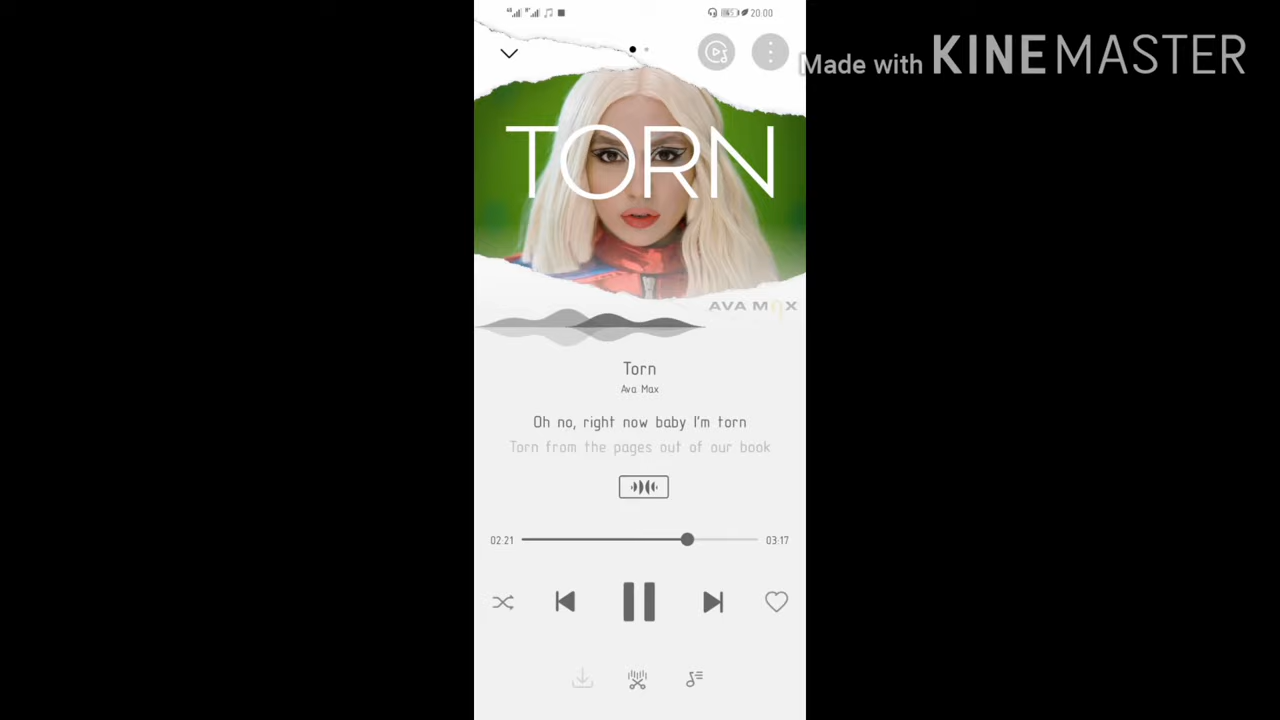 20:00
Made with KINEMASTER
TORN
AVA MAX
Torn
Ava Max
Oh no, right now baby I'm torn
Torn from the pages out of our book
02:21
03:17